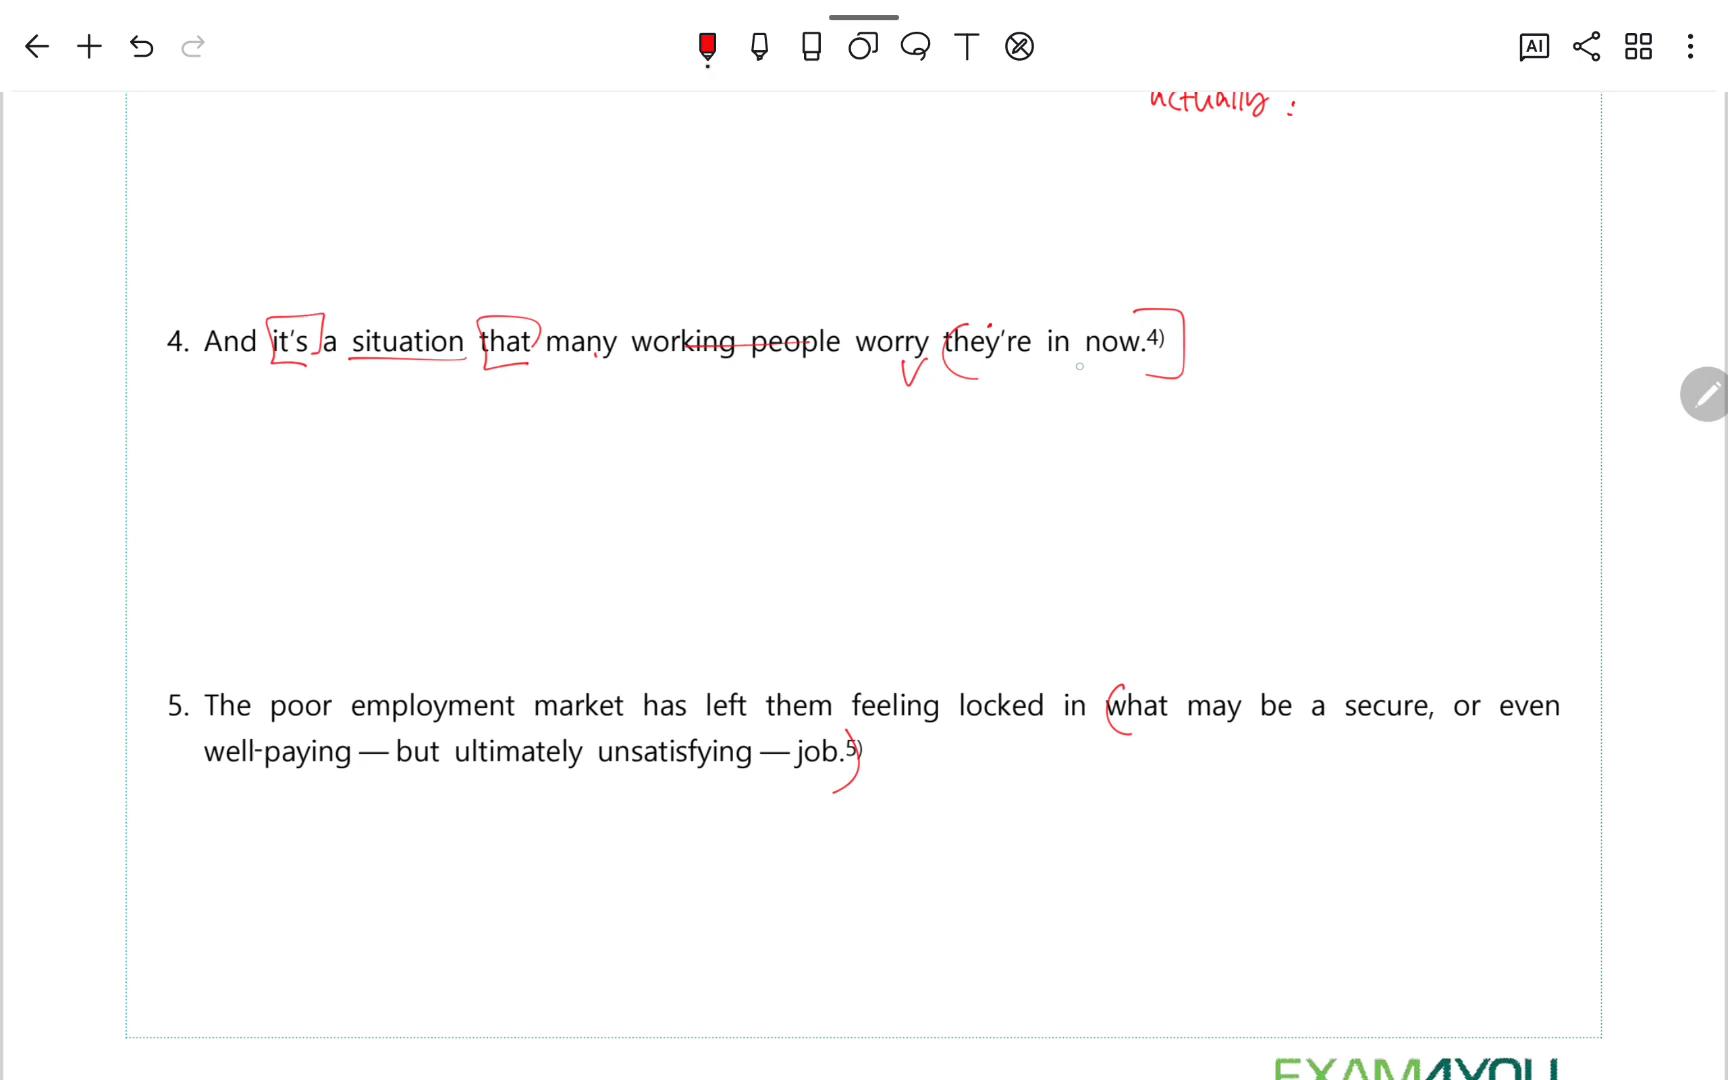 AI
actually :
4. And it's a situation that many working people worry they're in now.4)
V
5. The poor employment market has left them feeling locked in what may be a secure, or even
well-paying — but ultimately unsatisfying — job.5)
EXAM4YOU